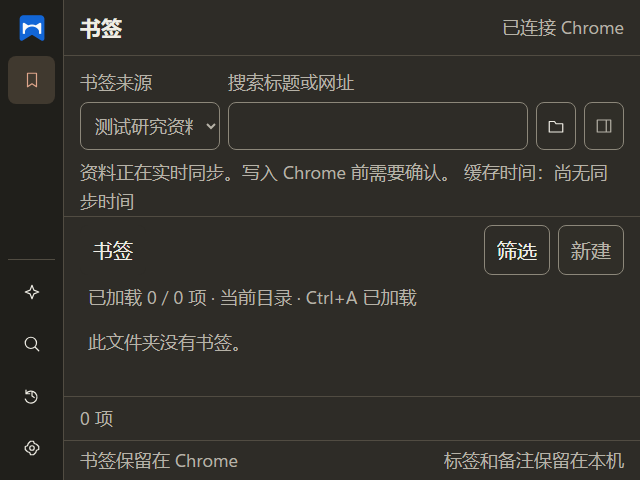 书签
已连接 Chrome
书签来源
搜索标题或网址
测试研究资料
资料正在实时同步。写入 Chrome 前需要确认。 缓存时间：尚无同
步时间
书签
筛选
新建
已加载 0 / 0 项 · 当前目录 · Ctrl+A 已加载
此文件夹没有书签。
0 项
书签保留在 Chrome
标签和备注保留在本机